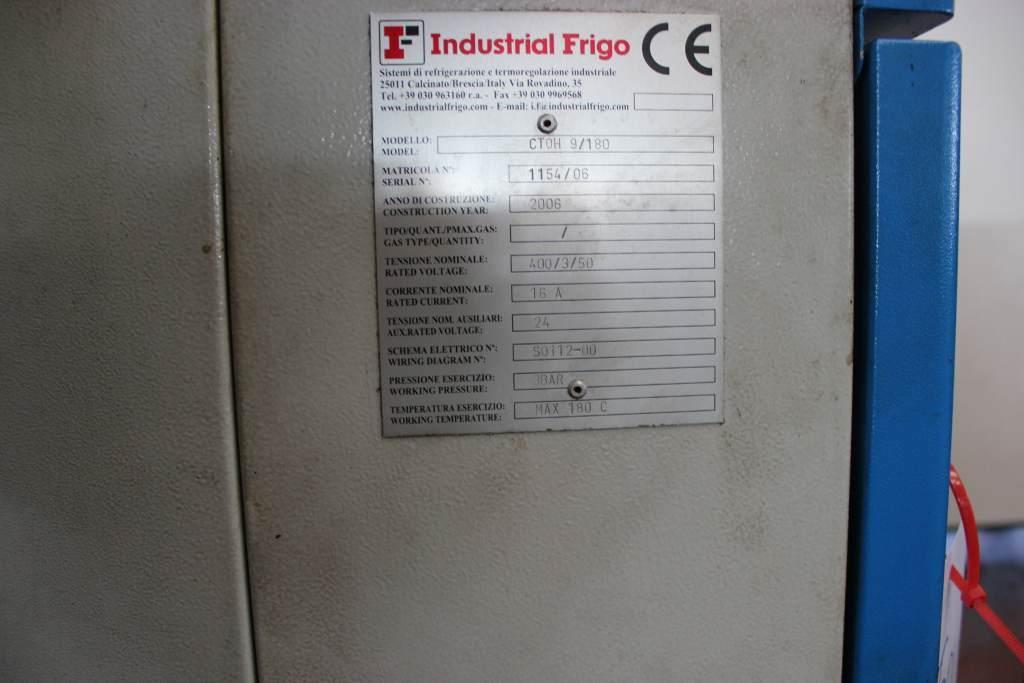 IF Industrial Frigo CE
Sistemi di refrigerazione e termoregolazione industriale
25011 Calcinato/Brescia/Italy Via Rovadino, 35
Tel. +39 030 963160 r.a. - Fax +39 030 9969568
www.industrialfrigo.com - E-mail: i.f@industrialfrigo.com
MODELLO:
MODEL: CTOH 9/180
MATRICOLA N°:
SERIAL N°: 1154/06
ANNO DI COSTRUZIONE:
CONSTRUCTION YEAR: 2006
TIPO/QUANT./PMAX.GAS:
GAS TYPE/QUANTITY: /
TENSIONE NOMINALE:
RATED VOLTAGE: 400/3/50
CORRENTE NOMINALE:
RATED CURRENT: 16 A
TENSIONE NOM. AUSILIARI:
AUX.RATED VOLTAGE: 24
SCHEMA ELETTRICO N°:
WIRING DIAGRAM N°: S0112-00
PRESSIONE ESERCIZIO:
WORKING PRESSURE: 3BAR
TEMPERATURA ESERCIZIO:
WORKING TEMPERATURE: MAX 180 C